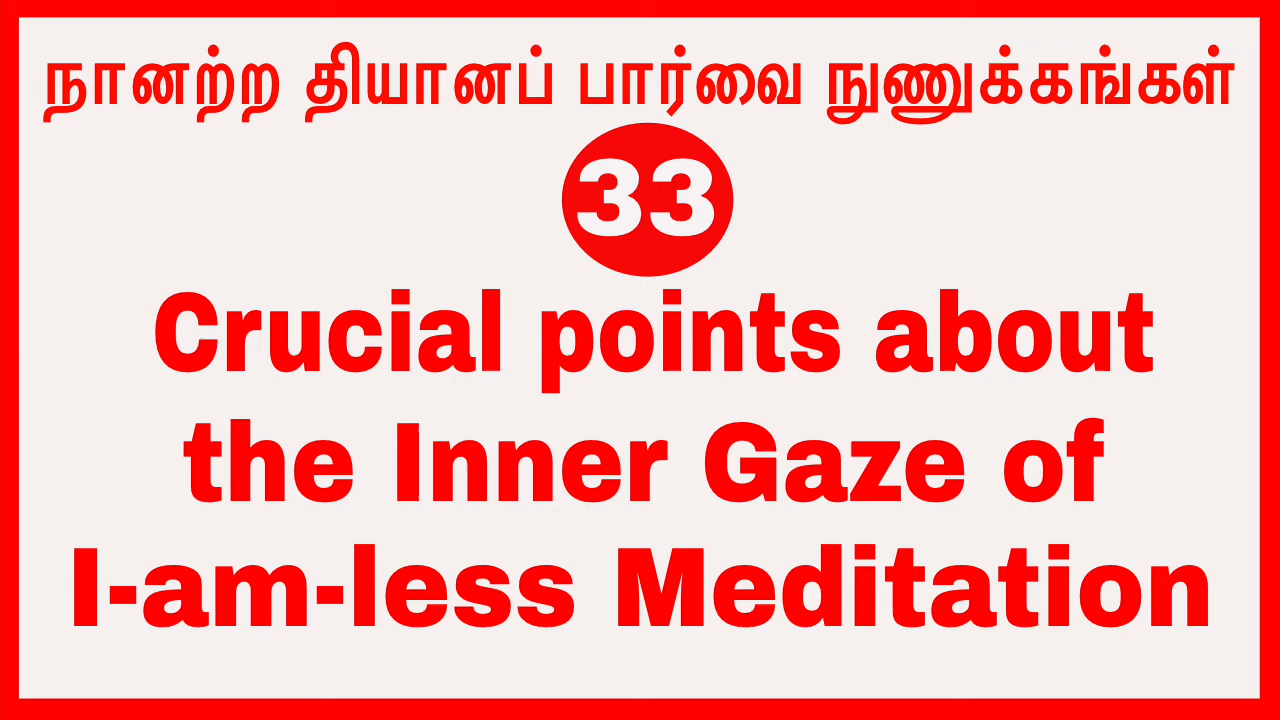 நானற்ற தியானப் பார்வை நுணுக்கங்கள்
33
Crucial points about
the Inner Gaze of
I-am-less Meditation